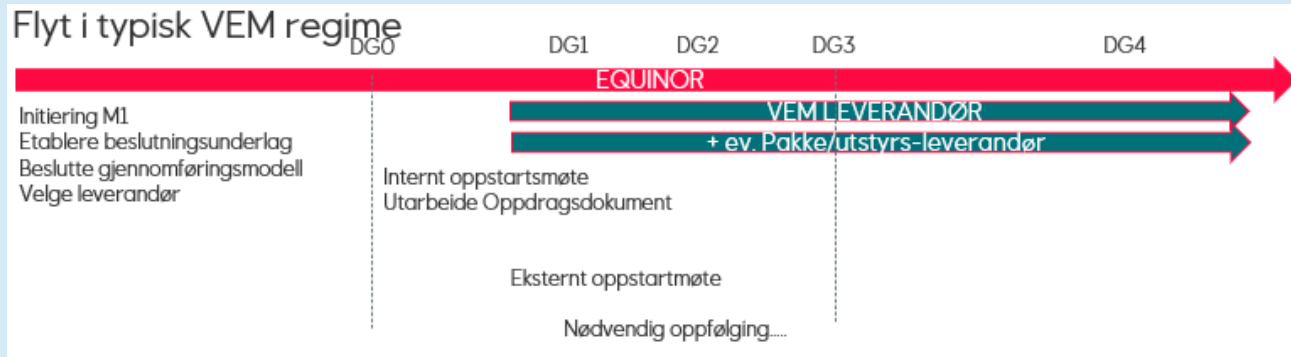 Flyt i typisk VEM regime
DG0 DG1 DG2 DG3 DG4
EQUINOR
VEM LEVERANDØR
+ ev. Pakke/utstyrs-leverandør
Initiering M1
Etablere beslutningsunderlag
Beslutte gjennomføringsmodell
Velge leverandør
Internt oppstartsmøte
Utarbeide Oppdragsdokument
Eksternt oppstartmøte
Nødvendig oppfølging.....